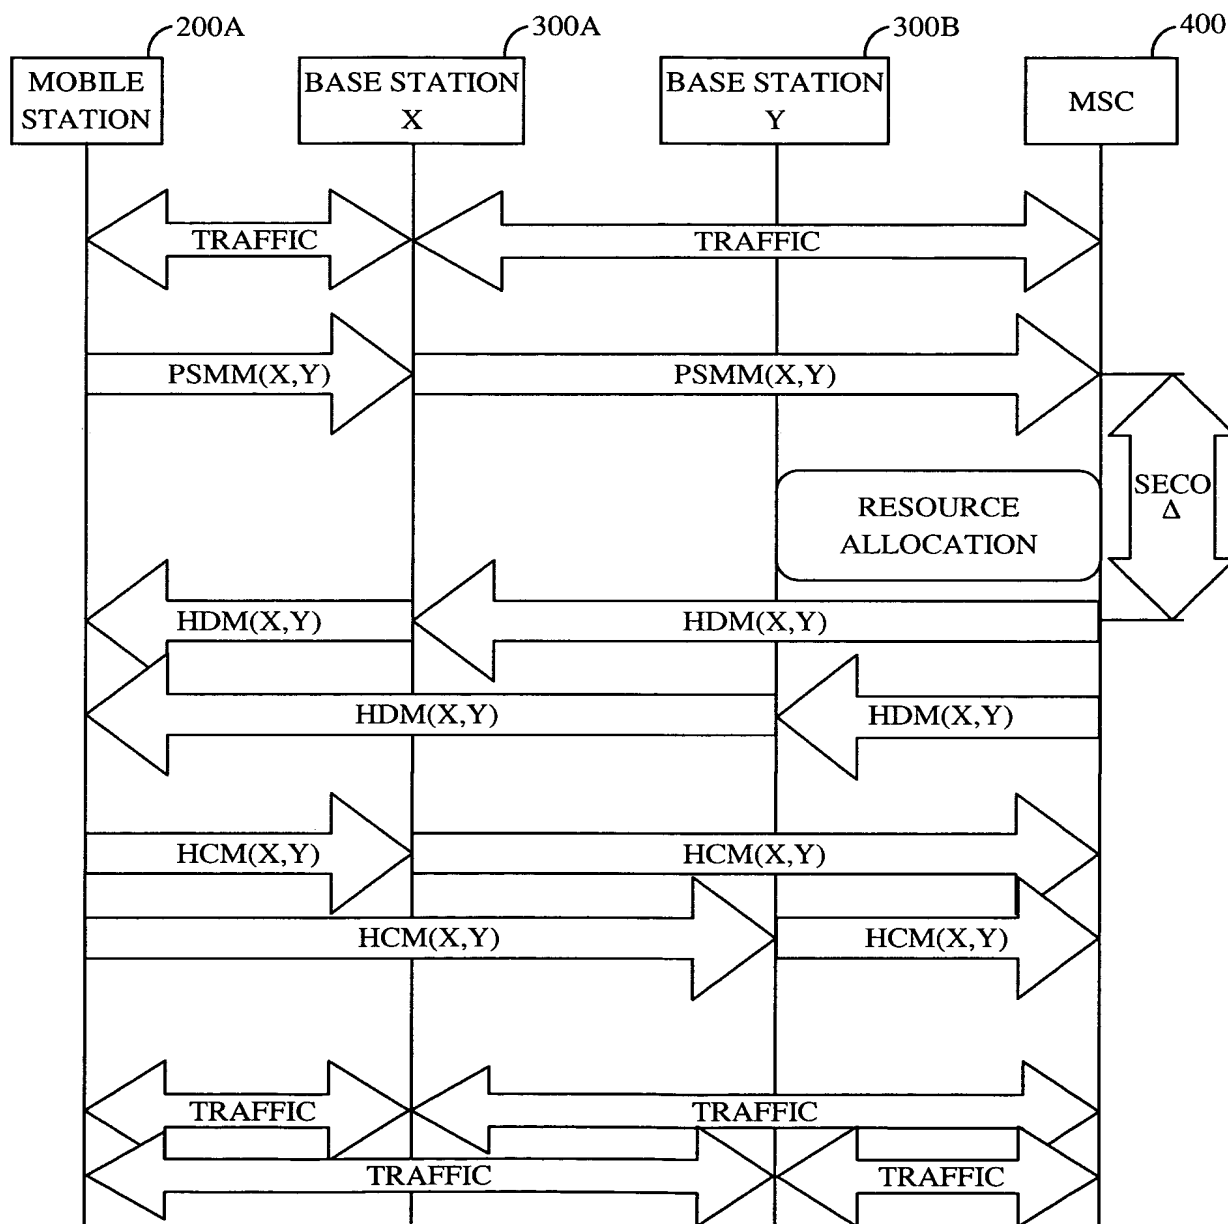 200A
300A
300B
400
MOBILE
STATION
BASE STATION
X
BASE STATION
Y
MSC
TRAFFIC
TRAFFIC
PSMM(X,Y)
PSMM(X,Y)
RESOURCE
ALLOCATION
SECO
Δ
HDM(X,Y)
HDM(X,Y)
HDM(X,Y)
HDM(X,Y)
HCM(X,Y)
HCM(X,Y)
HCM(X,Y)
HCM(X,Y)
TRAFFIC
TRAFFIC
TRAFFIC
TRAFFIC